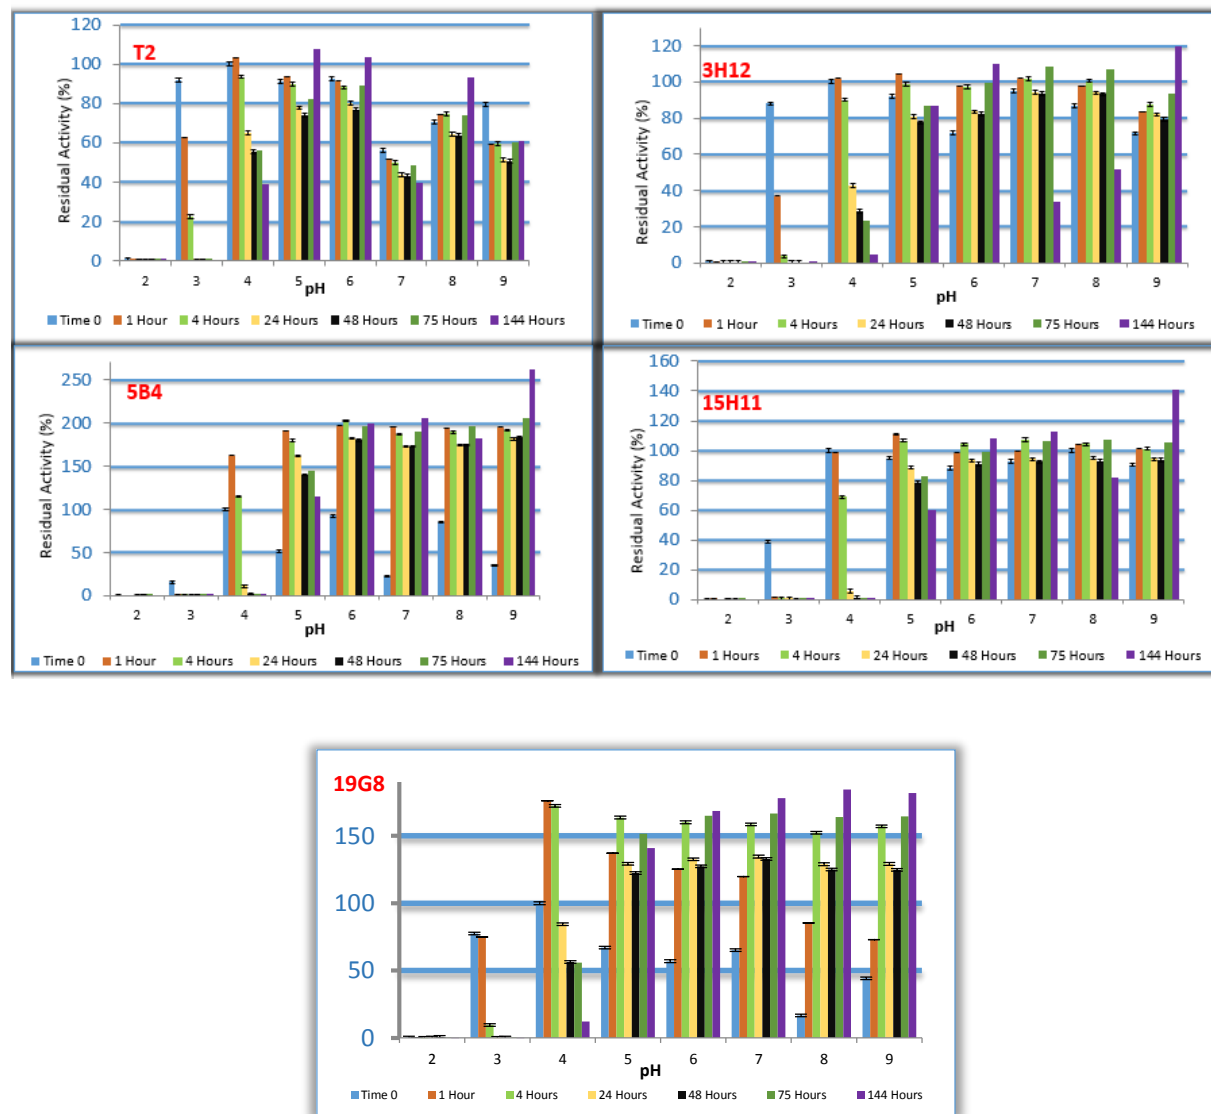 T2
Residual Activity (%)
120
100
80
60
40
20
0
2 3 4 5 6 7 8 9
pH
Time 0 1 Hour 4 Hours 24 Hours 48 Hours 75 Hours 144 Hours
3H12
Residual Activity (%)
120
100
80
60
40
20
0
2 3 4 5 6 7 8 9
pH
Time 0 1 Hour 4 Hours 24 Hours 48 Hours 75 Hours 144 Hours
5B4
Residual Activity (%)
250
200
150
100
50
0
2 3 4 5 6 7 8 9
pH
Time 0 1 Hour 4 Hours 24 Hours 48 Hours 75 Hours 144 Hours
15H11
Residual Activity (%)
160
140
120
100
80
60
40
20
0
2 3 4 5 6 7 8 9
pH
Time 0 1 Hours 4 Hours 24 Hours 48 Hours 75 Hours 144 Hours
19G8
150
100
50
0
2 3 4 5 6 7 8 9
pH
Time 0 1 Hour 4 Hours 24 Hours 48 Hours 75 Hours 144 Hours